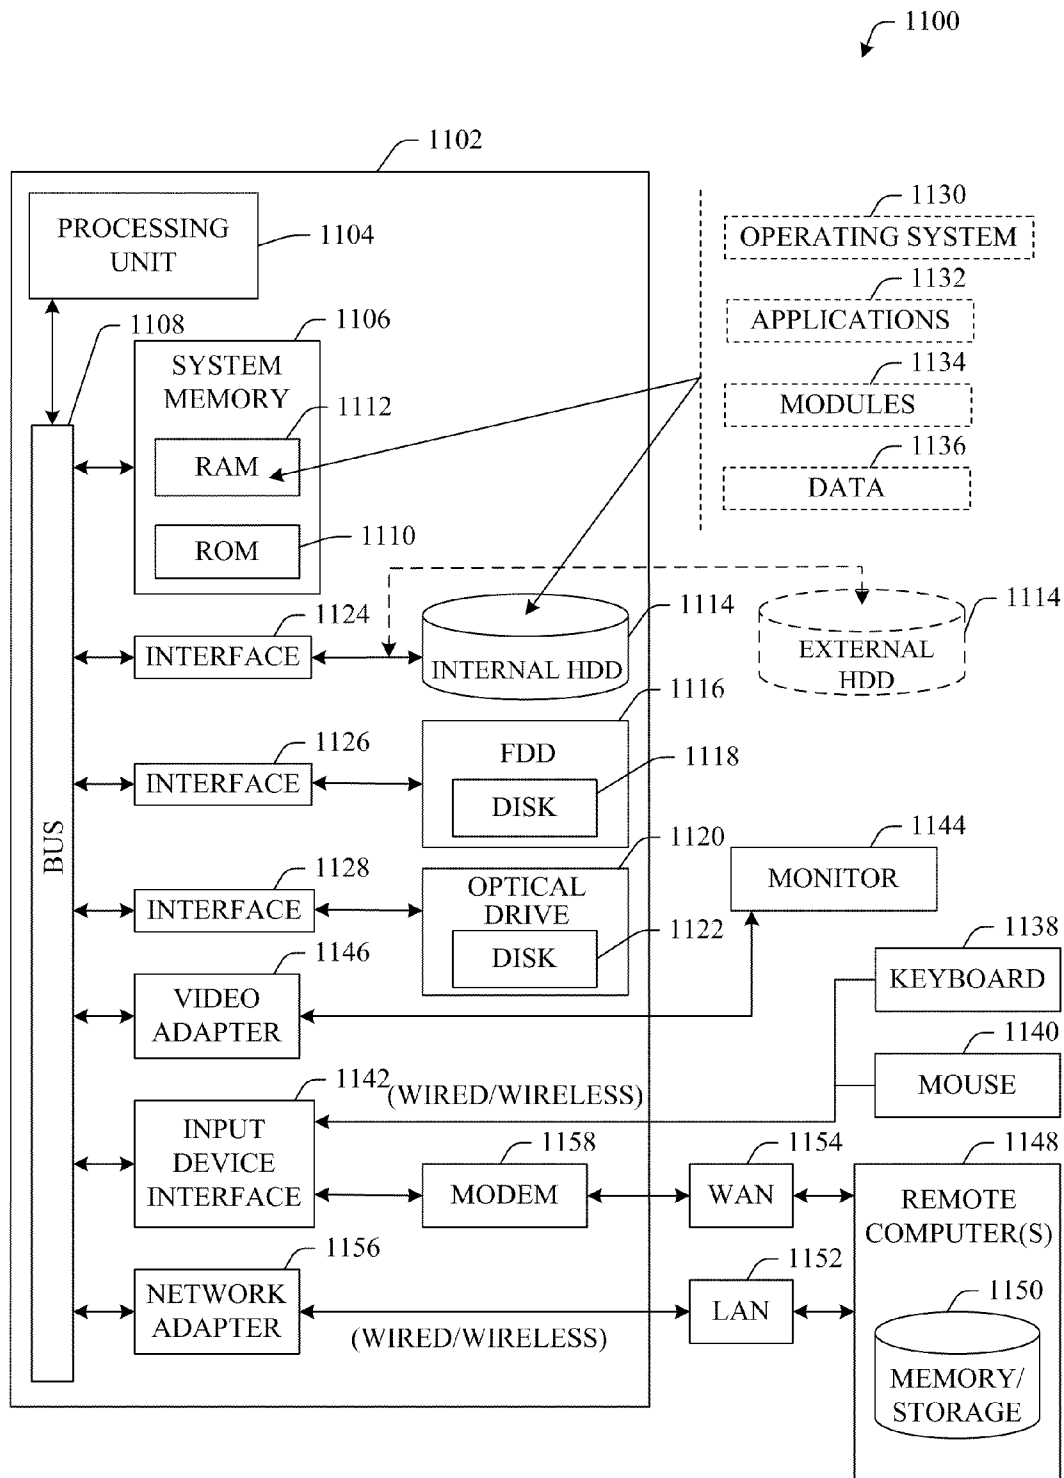 1100
1102
PROCESSING
UNIT
1104
1108
1106
SYSTEM
MEMORY
1112
RAM
ROM
1110
1130
OPERATING SYSTEM
1132
APPLICATIONS
1134
MODULES
1136
DATA
1124
INTERFACE
INTERNAL HDD
1114
EXTERNAL
HDD
1114
1126
INTERFACE
1116
FDD
DISK
1118
BUS
1128
INTERFACE
1120
OPTICAL
DRIVE
DISK
1122
1144
MONITOR
1146
VIDEO
ADAPTER
1138
KEYBOARD
1140
MOUSE
1142
(WIRED/WIRELESS)
INPUT
DEVICE
INTERFACE
1158
MODEM
1154
WAN
1148
REMOTE
COMPUTER(S)
1156
NETWORK
ADAPTER
(WIRED/WIRELESS)
1152
LAN
1150
MEMORY/
STORAGE